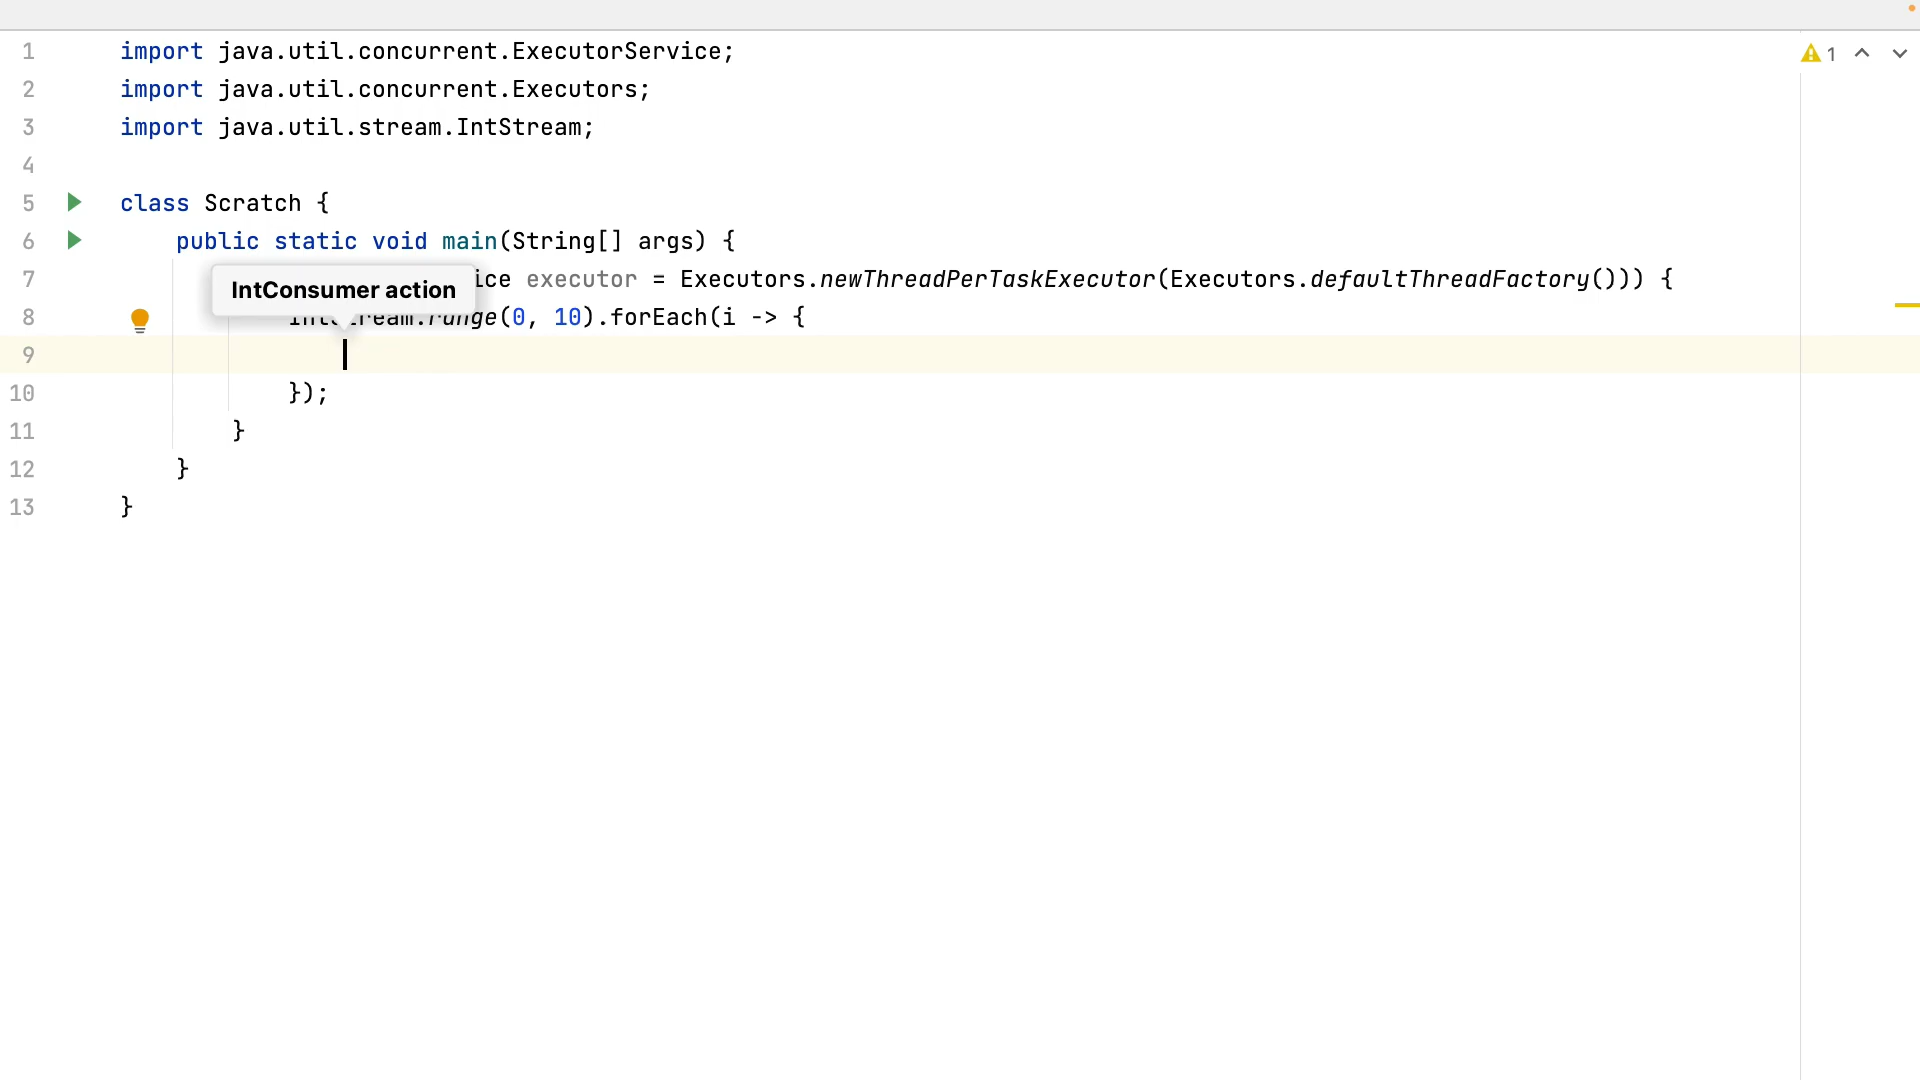 1 import java.util.concurrent.ExecutorService;
2 import java.util.concurrent.Executors;
3 import java.util.stream.IntStream;
4
5 class Scratch {
6 public static void main(String[] args) {
7 ice executor = Executors.newThreadPerTaskExecutor(Executors.defaultThreadFactory())) {
IntConsumer action
8 IntStream.range(0, 10).forEach(i -> {
9
10 });
11 }
12 }
13 }
1